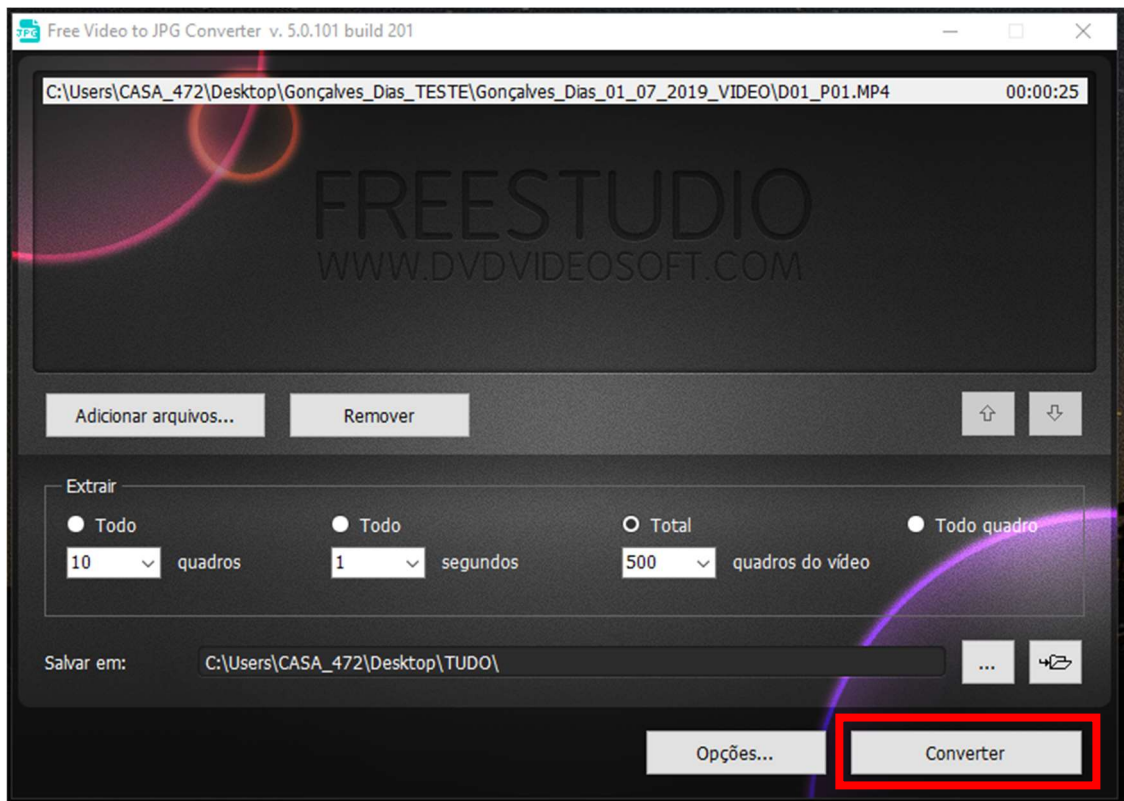 JPG Free Video to JPG Converter v. 5.0.101 build 201
C:\Users\CASA_472\Desktop\Gonçalves_Dias_TESTE\Gonçalves_Dias_01_07_2019_VIDEO\D01_P01.MP4 00:00:25
FREESTUDIO
WWW.DVDVIDEOSOFT.COM
Adicionar arquivos... Remover
Extrair
Todo Todo Total Todo quadro
10 quadros 1 segundos 500 quadros do vídeo
Salvar em: C:\Users\CASA_472\Desktop\TUDO\ ...
Opções... Converter